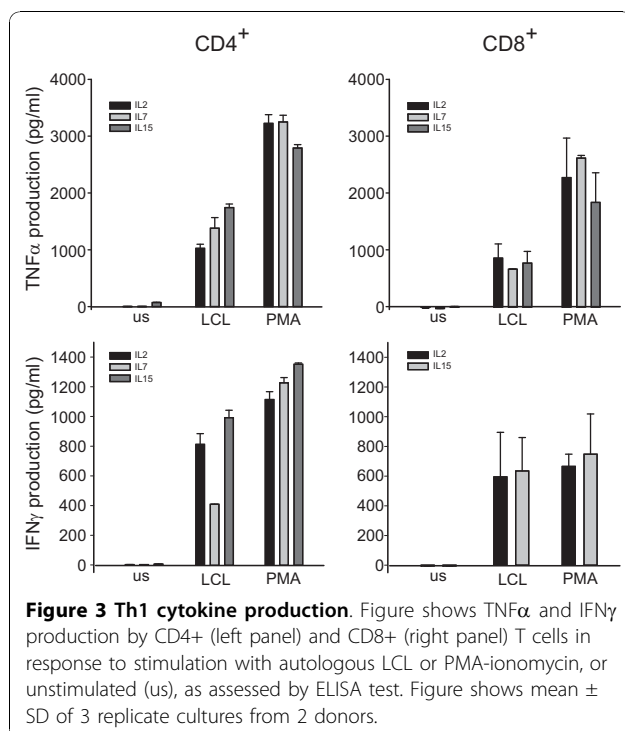 CD4+
CD8+
TNFα production (pg/ml)
4000
3000
2000
1000
0
IL2
IL7
IL15
us
LCL
PMA
4000
3000
2000
1000
0
IL2
IL7
IL15
us
LCL
PMA
IFNγ production (pg/ml)
1400
1200
1000
800
600
400
200
0
IL2
IL7
IL15
us
LCL
PMA
1400
1200
1000
800
600
400
200
0
IL2
IL15
us
LCL
PMA
Figure 3 Th1 cytokine production. Figure shows TNFα and IFNγ
production by CD4+ (left panel) and CD8+ (right panel) T cells in
response to stimulation with autologous LCL or PMA-ionomycin, or
unstimulated (us), as assessed by ELISA test. Figure shows mean ±
SD of 3 replicate cultures from 2 donors.